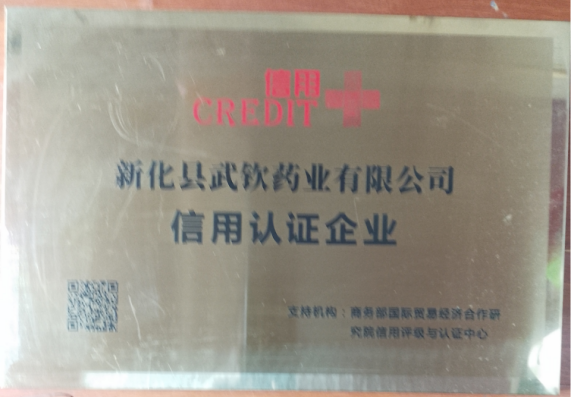 信用
CREDIT
新化县武钦药业有限公司
信用认证企业
支持机构：商务部国际贸易经济合作研
究院信用评级与认证中心